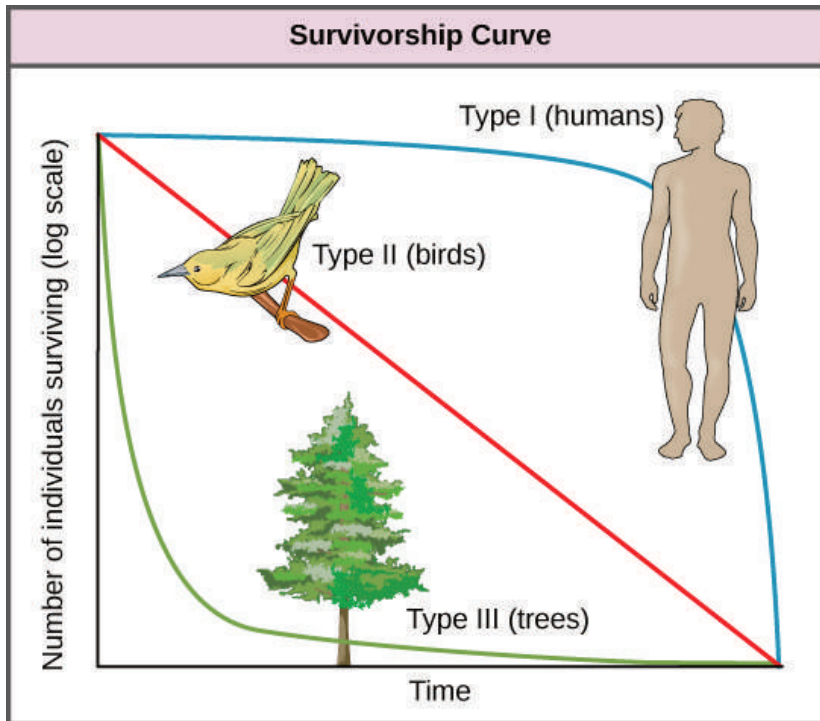 Survivorship Curve
Type I (humans)
Type II (birds)
Type III (trees)
Number of individuals surviving (log scale)
Time